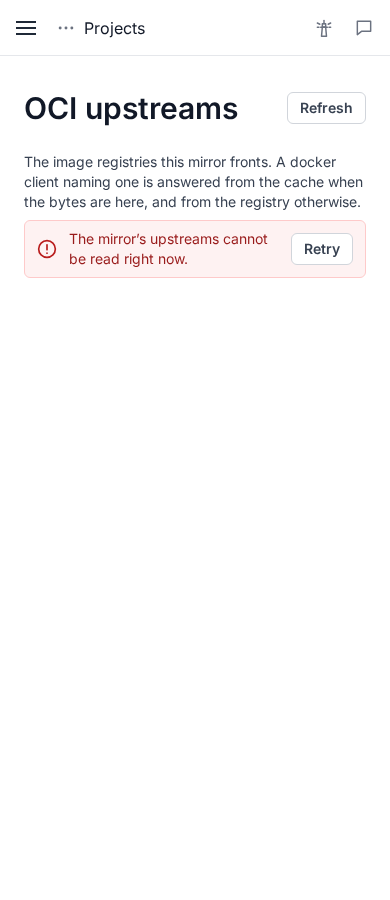 Projects
OCI upstreams
Refresh
The image registries this mirror fronts. A docker
client naming one is answered from the cache when
the bytes are here, and from the registry otherwise.
The mirror’s upstreams cannot
be read right now.
Retry